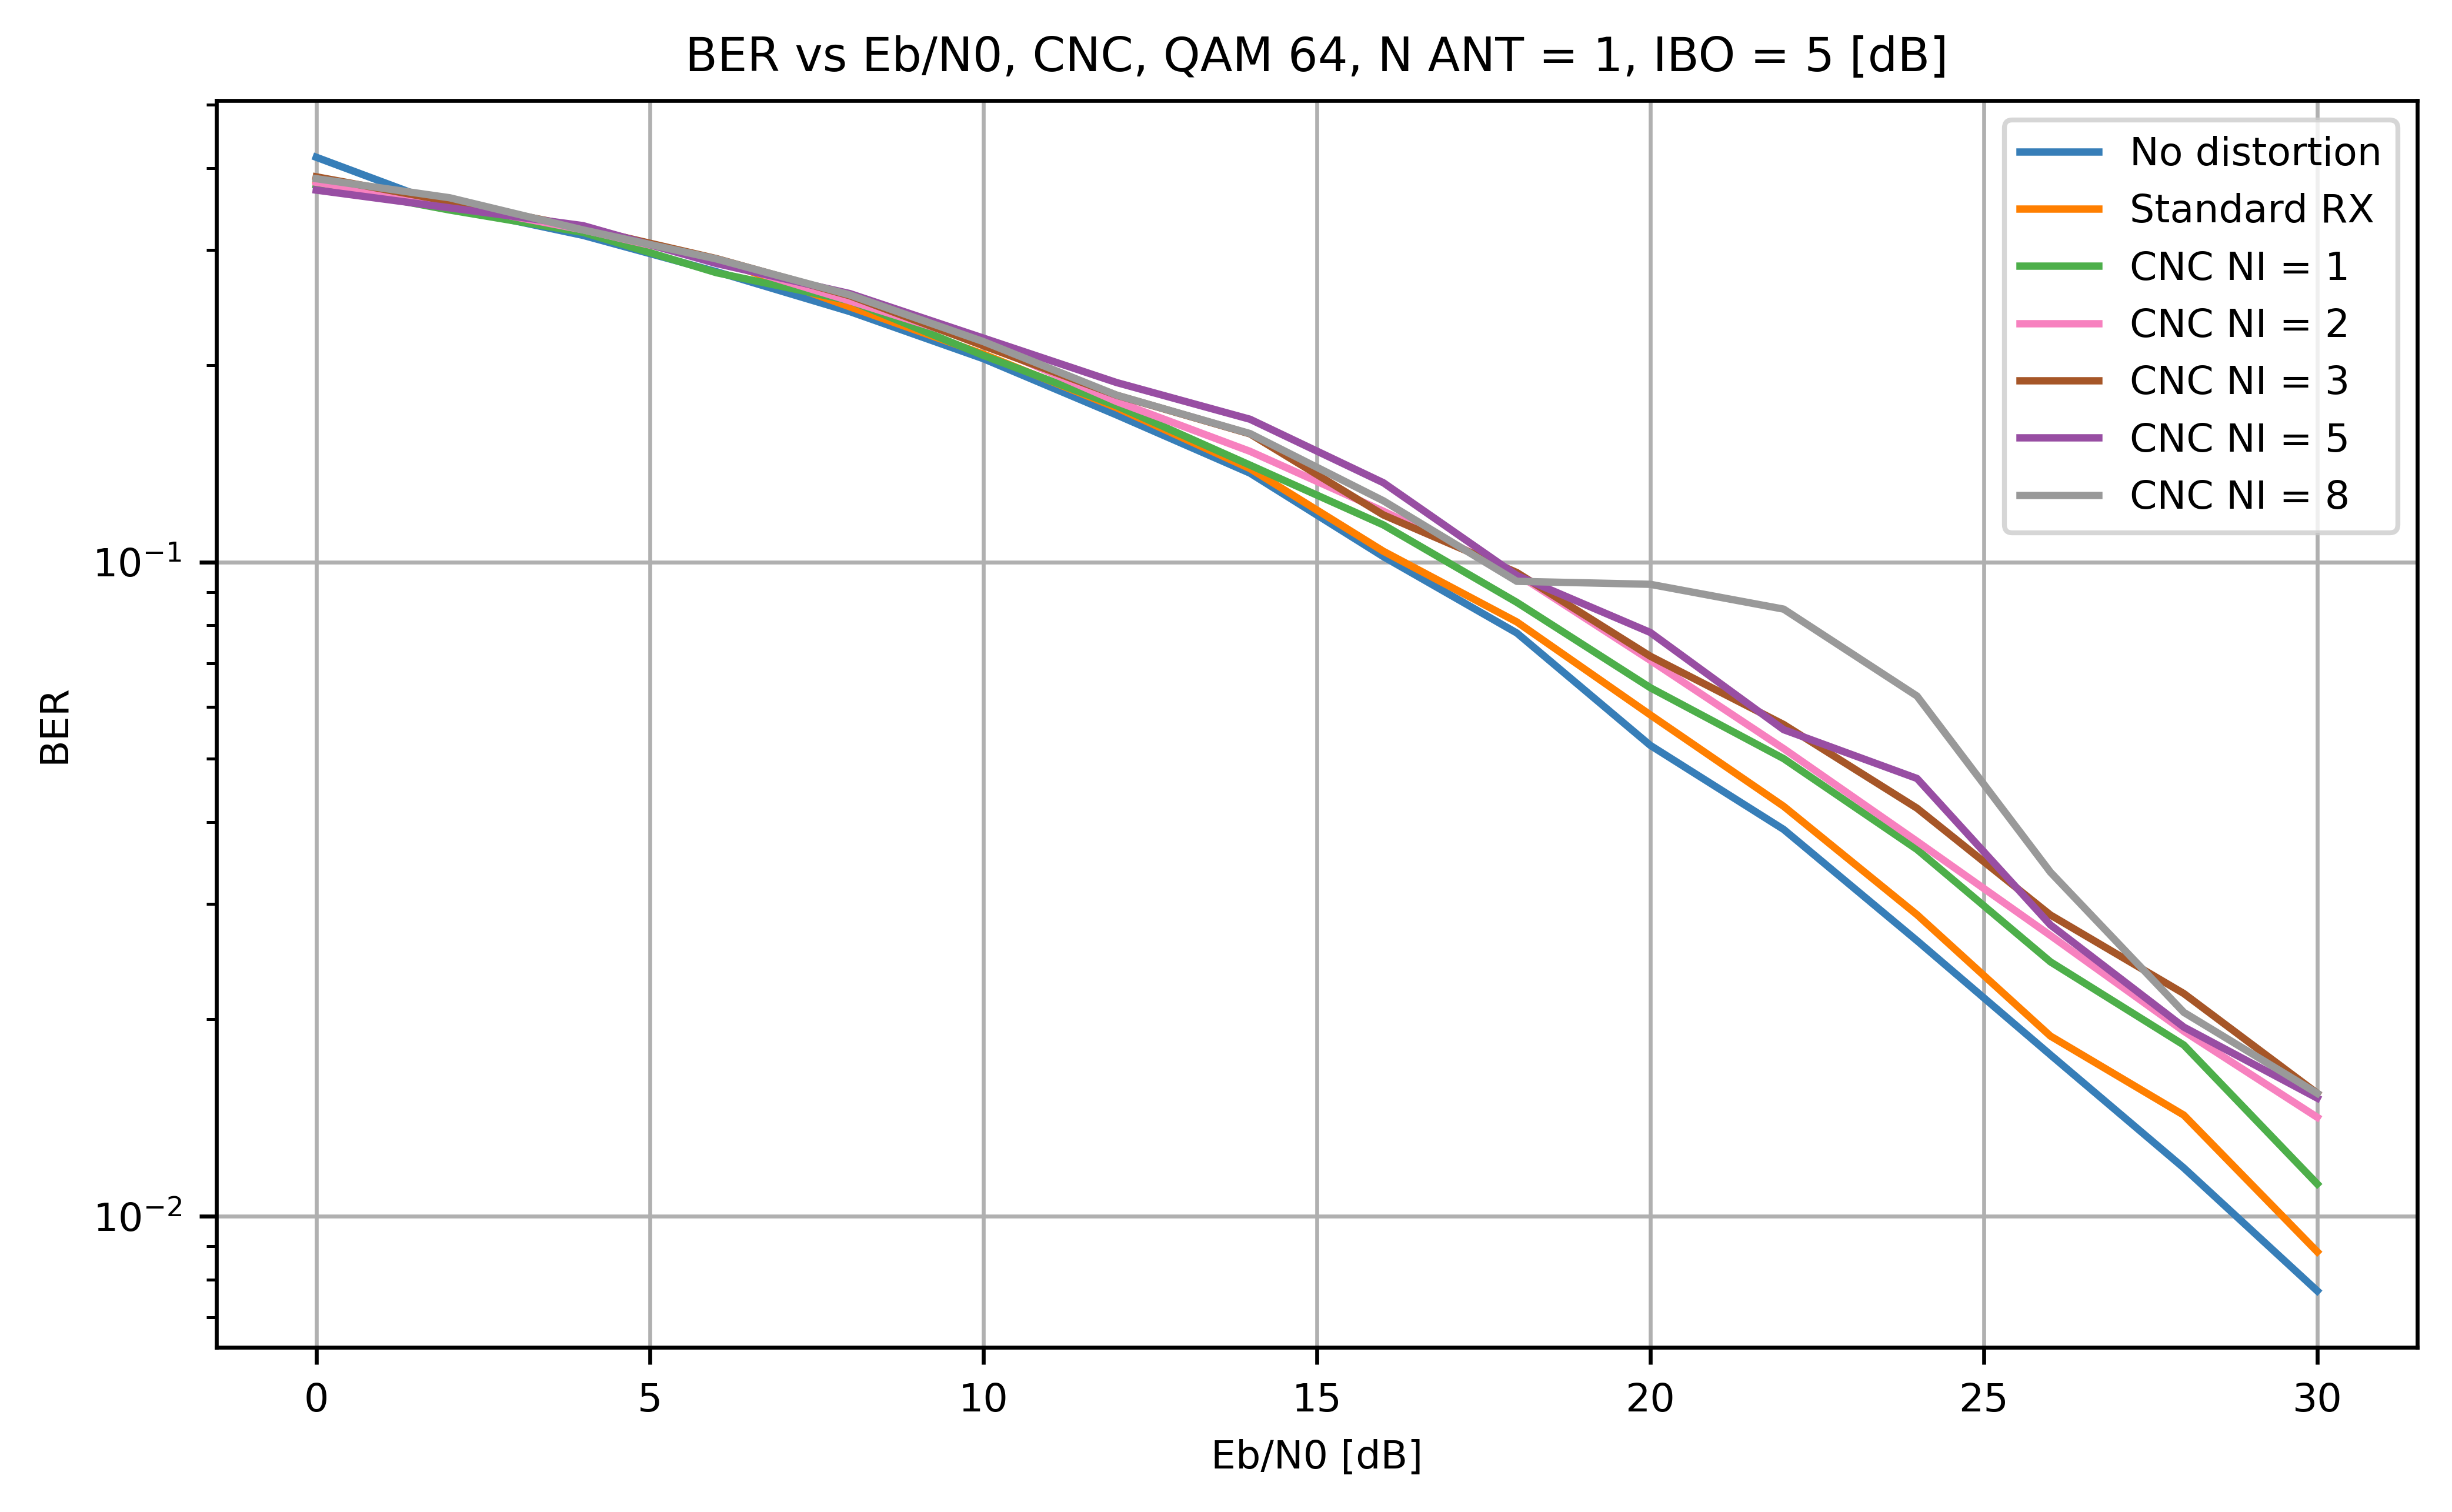 BER vs Eb/N0, CNC, QAM 64, N ANT = 1, IBO = 5 [dB]
No distortion
Standard RX
CNC NI = 1
CNC NI = 2
CNC NI = 3
CNC NI = 5
CNC NI = 8
BER
10⁻¹
10⁻²
0 5 10 15 20 25 30
Eb/N0 [dB]